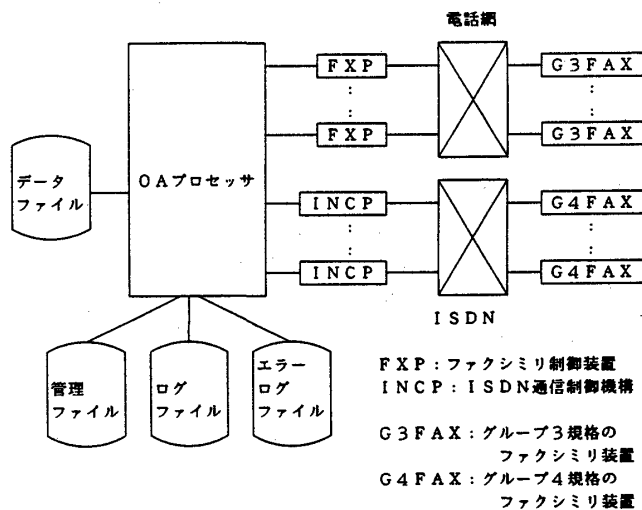 電話網
FXP
G3FAX
:
:
:
:
FXP
G3FAX
データ
ファイル
OAプロセッサ
INCP
G4FAX
:
:
:
:
INCP
G4FAX
ISDN
管理
ファイル
ログ
ファイル
エラー
ログ
ファイル
FXP:ファクシミリ制御装置
INCP:ISDN通信制御機構
G3FAX:グループ3規格の
ファクシミリ装置
G4FAX:グループ4規格の
ファクシミリ装置